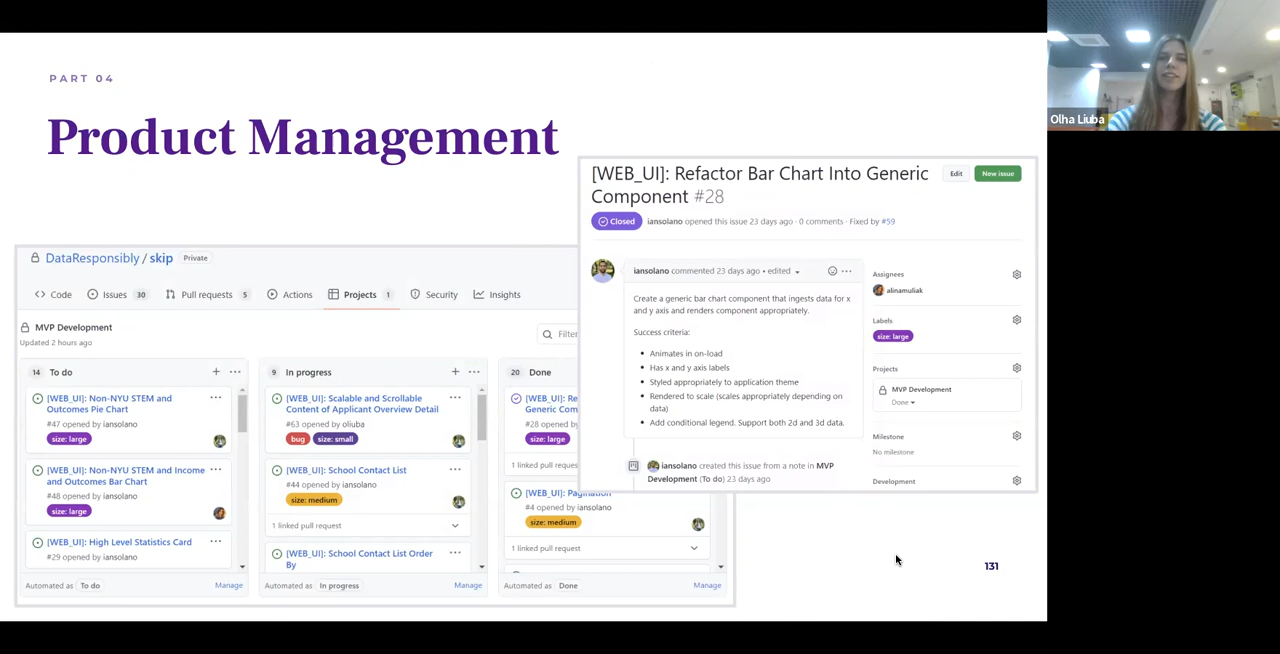 PART 04
Product Management
DataResponsibly / skip Private
Code Issues 30 Pull requests 5 Actions Projects 1 Security Insights
MVP Development
Updated 2 hours ago
Filter
14 To do
[WEB_UI]: Non-NYU STEM and
Outcomes Pie Chart
#47 opened by iansolano
size: large
[WEB_UI]: Non-NYU STEM and Income
and Outcomes Bar Chart
#48 opened by iansolano
size: large
[WEB_UI]: High Level Statistics Card
#29 opened by iansolano
Automated as To do Manage
9 In progress
[WEB_UI]: Scalable and Scrollable
Content of Applicant Overview Detail
#63 opened by oliuba
bug size: small
[WEB_UI]: School Contact List
#44 opened by iansolano
size: medium
1 linked pull request
[WEB_UI]: School Contact List Order
By
Automated as In progress Manage
20 Done
[WEB_UI]: Re
Generic Com
#28 opened
size: large
1 linked pull reques
[WEB_UI]: Pagination
#4 opened by iansolano
size: medium
1 linked pull request
Automated as Done Manage
[WEB_UI]: Refactor Bar Chart Into Generic
Component #28
Edit New issue
Closed iansolano opened this issue 23 days ago · 0 comments · Fixed by #59
iansolano commented 23 days ago • edited
Create a generic bar chart component that ingests data for x
and y axis and renders component appropriately.
Success criteria:
• Animates in on-load
• Has x and y axis labels
• Styled appropriately to application theme
• Rendered to scale (scales appropriately depending on
data)
• Add conditional legend. Support both 2d and 3d data.
iansolano created this issue from a note in MVP
Development (To do) 23 days ago
Assignees
alinamuliak
Labels
size: large
Projects
MVP Development
Done
Milestone
No milestone
Development
131
Olha Liuba